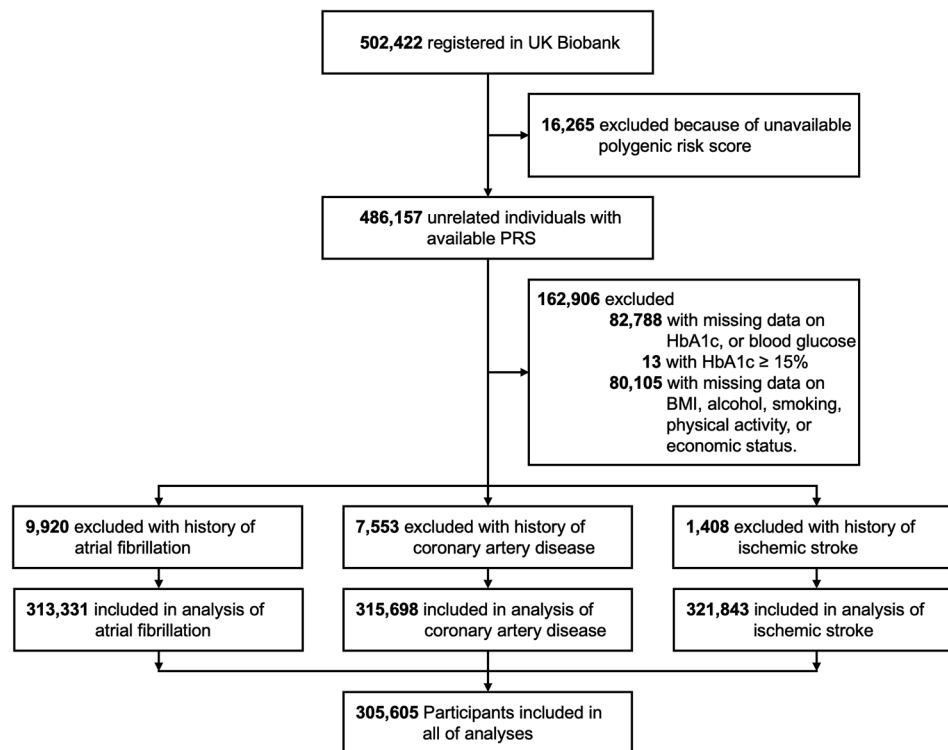 502,422 registered in UK Biobank
16,265 excluded because of unavailable
polygenic risk score
486,157 unrelated individuals with
available PRS
162,906 excluded
82,788 with missing data on
HbA1c, or blood glucose
13 with HbA1c ≥ 15%
80,105 with missing data on
BMI, alcohol, smoking,
physical activity, or
economic status.
9,920 excluded with history of
atrial fibrillation
7,553 excluded with history of
coronary artery disease
1,408 excluded with history of
ischemic stroke
313,331 included in analysis of
atrial fibrillation
315,698 included in analysis of
coronary artery disease
321,843 included in analysis of
ischemic stroke
305,605 Participants included in
all of analyses